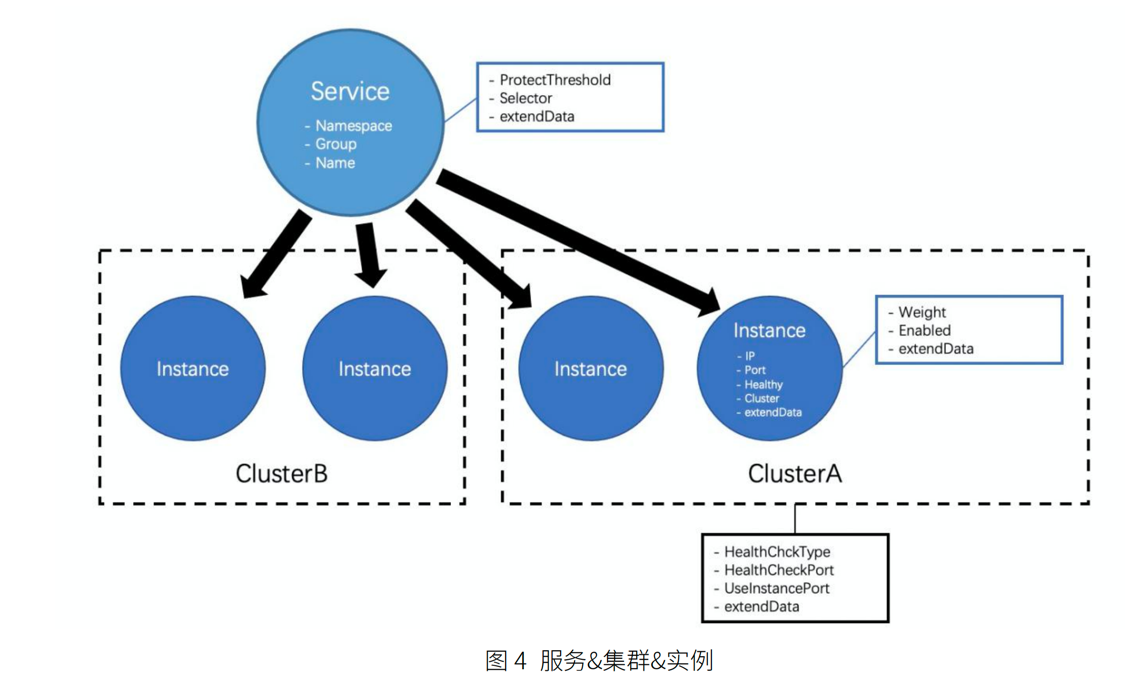 Service
- Namespace
- Group
- Name
- ProtectThreshold
- Selector
- extendData
Instance
Instance
ClusterB
Instance
Instance
- IP
- Port
- Healthy
- Cluster
- extendData
- Weight
- Enabled
- extendData
ClusterA
- HealthChckType
- HealthCheckPort
- UseInstancePort
- extendData
图 4 服务&集群&实例